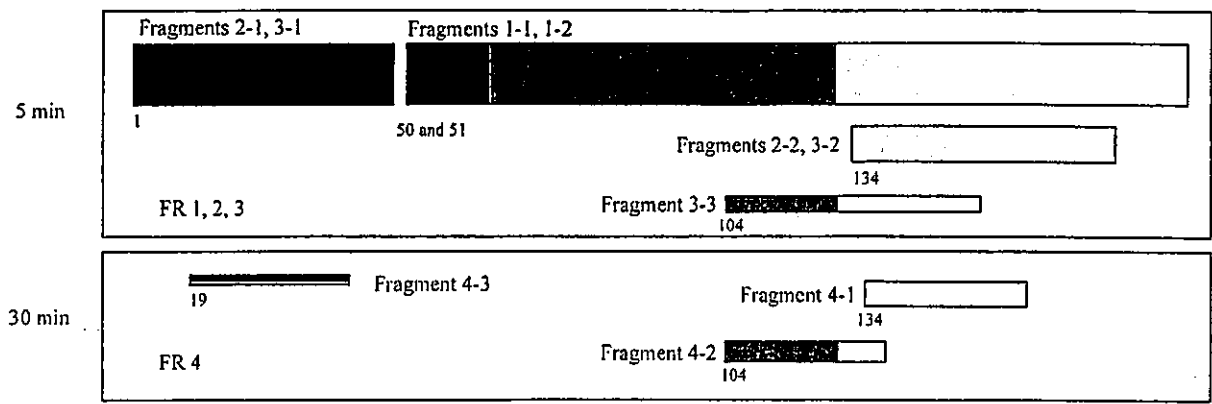 Fragments 2-1, 3-1
Fragments 1-1, 1-2
5 min
1
50 and 51
Fragments 2-2, 3-2
134
FR 1, 2, 3
Fragment 3-3
104
30 min
19
Fragment 4-3
Fragment 4-1
134
FR 4
Fragment 4-2
104